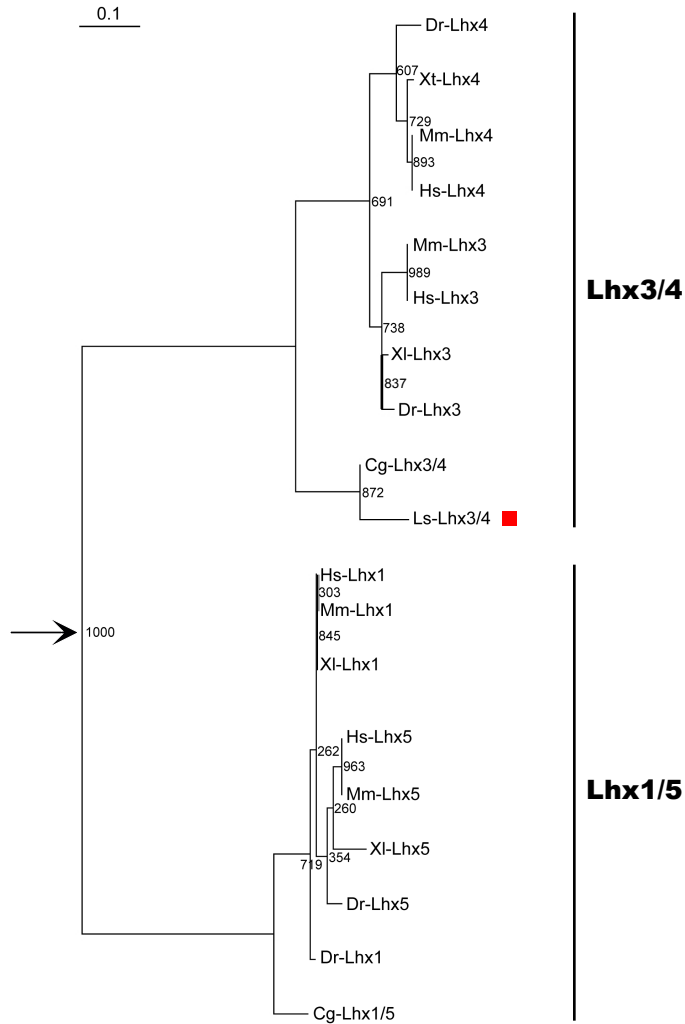 0.1
Dr-Lhx4
607
Xt-Lhx4
729
Mm-Lhx4
893
Hs-Lhx4
691
Mm-Lhx3
989
Hs-Lhx3
Lhx3/4
738
Xl-Lhx3
837
Dr-Lhx3
Cg-Lhx3/4
872
Ls-Lhx3/4
Hs-Lhx1
303
Mm-Lhx1
1000
845
Xl-Lhx1
Hs-Lhx5
262
963
Lhx1/5
Mm-Lhx5
260
Xl-Lhx5
354
719
Dr-Lhx5
Dr-Lhx1
Cg-Lhx1/5